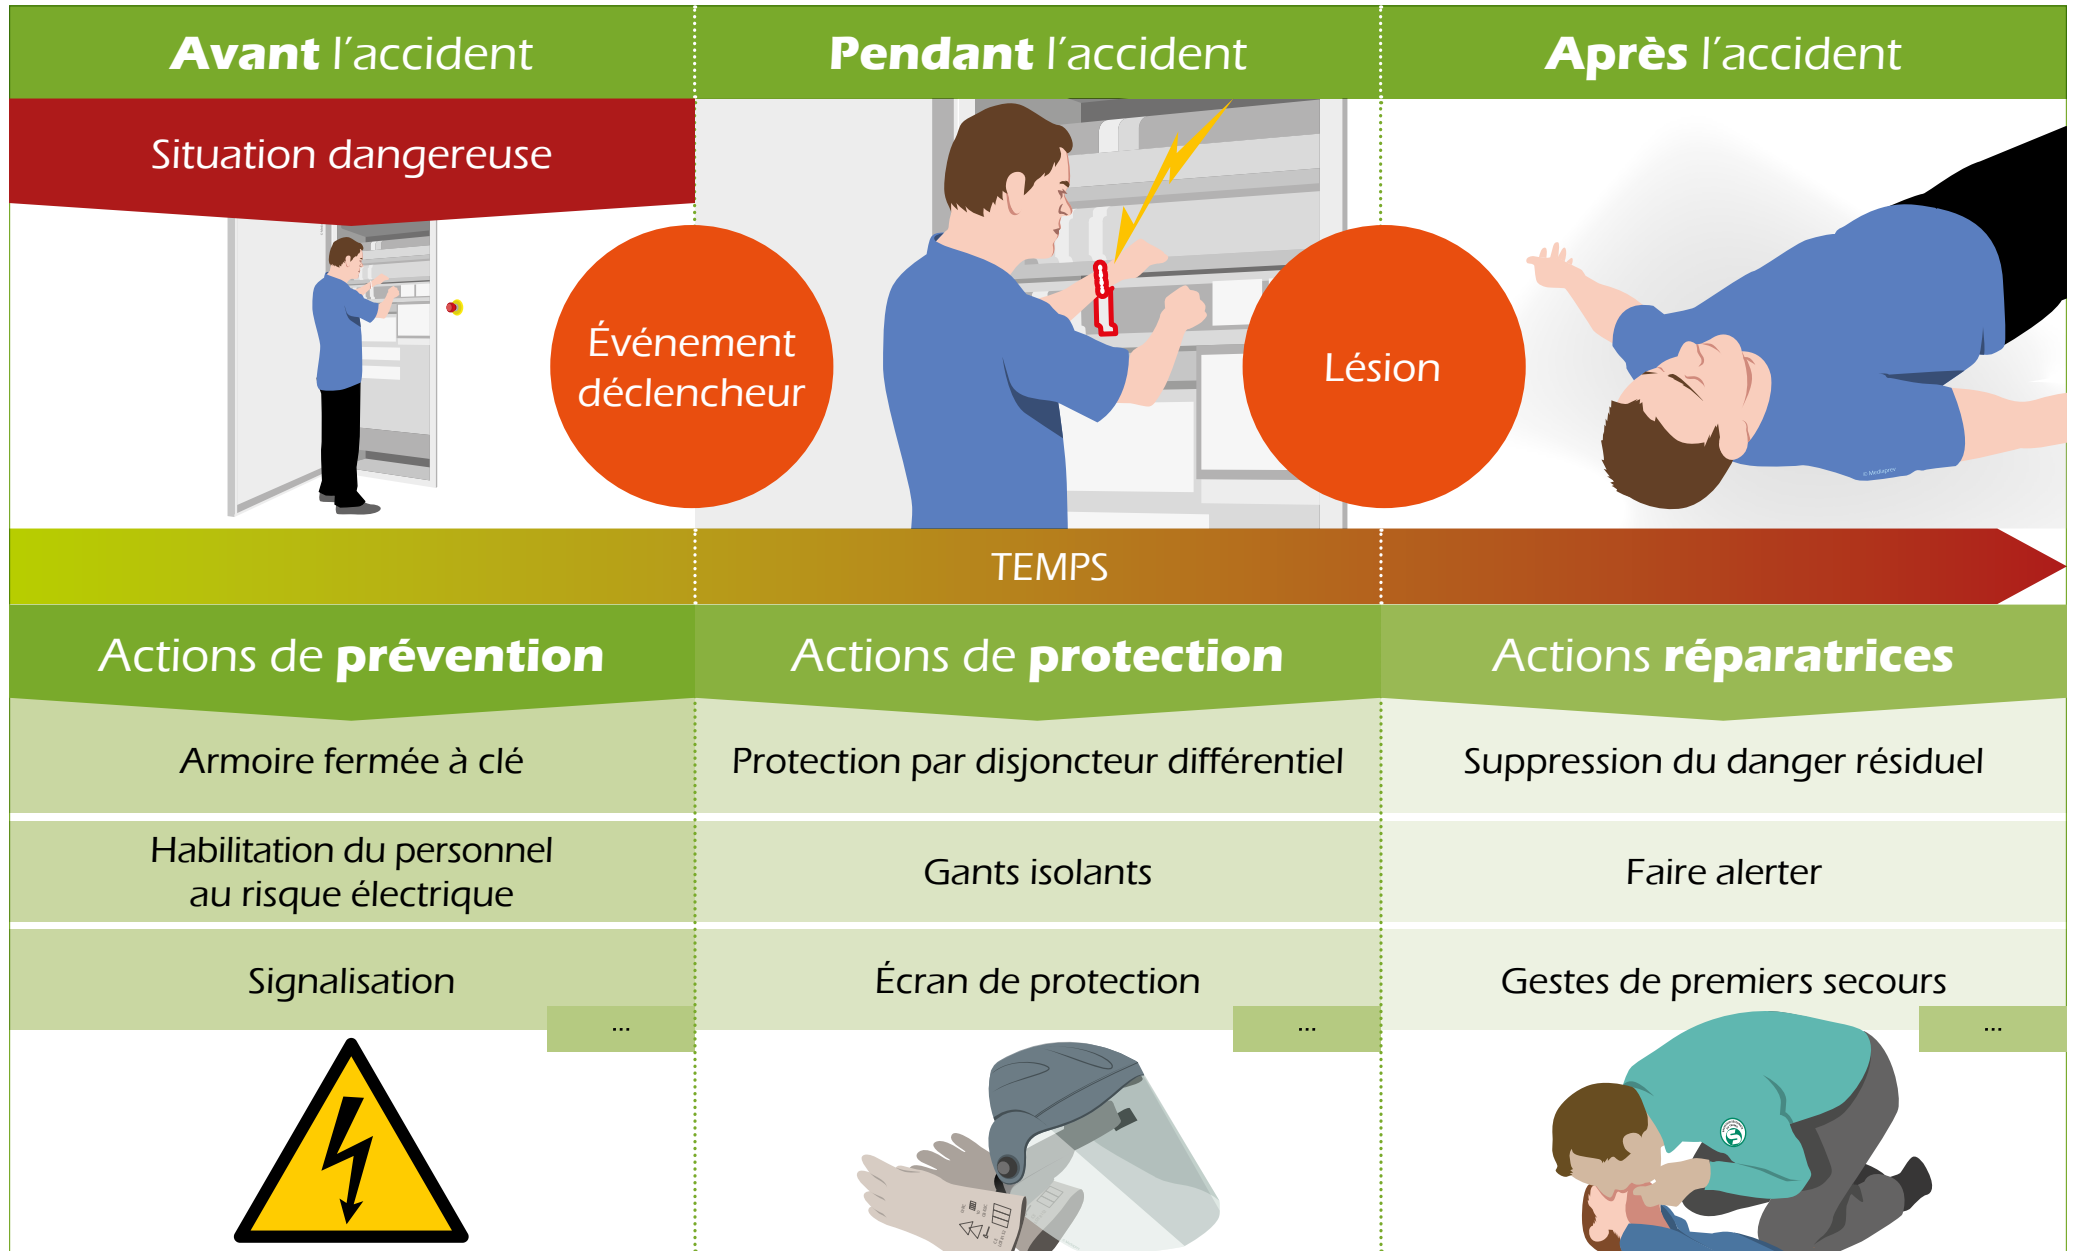 Avant l'accident
Pendant l'accident
Après l'accident
Situation dangereuse
Événement
déclencheur
Lésion
© Mediaprev
TEMPS
Actions de prévention
Actions de protection
Actions réparatrices
Armoire fermée à clé
Protection par disjoncteur différentiel
Suppression du danger résiduel
Habilitation du personnel
au risque électrique
Gants isolants
Faire alerter
Signalisation
Écran de protection
Gestes de premiers secours
...
...
...